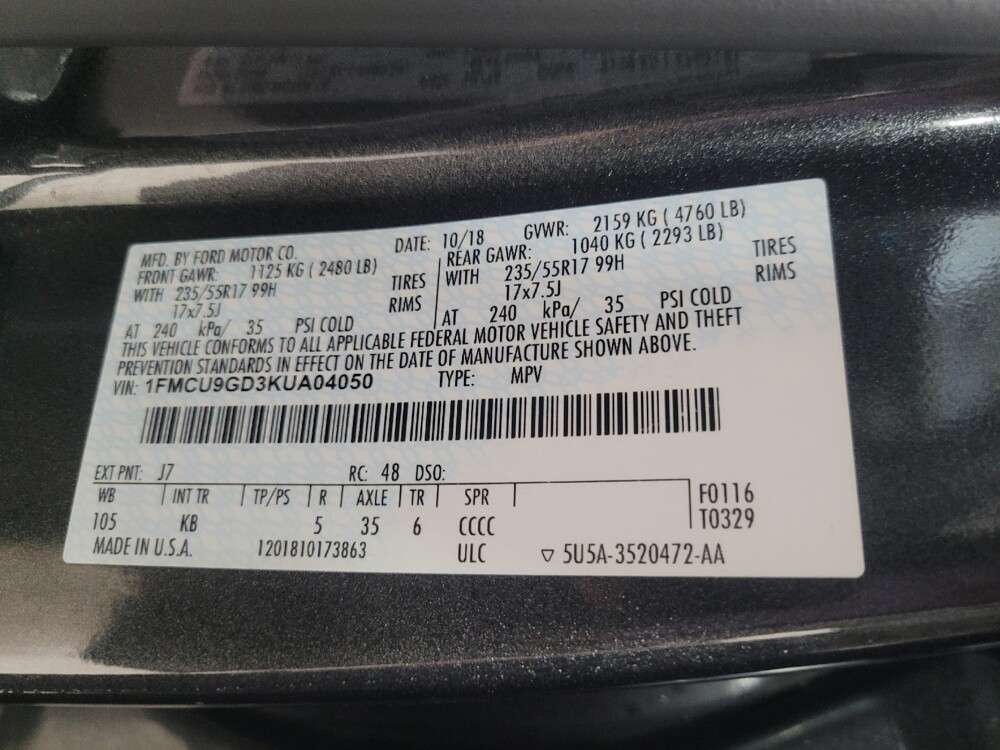 MFD. BY FORD MOTOR CO. DATE: 10/18 GVWR: 2159 KG ( 4760 LB)
FRONT GAWR: 1125 KG ( 2480 LB) REAR GAWR: 1040 KG ( 2293 LB)
WITH 235/55R17 99H TIRES WITH 235/55R17 99H TIRES
17x7.5J RIMS 17x7.5J RIMS
AT 240 kPa/ 35 PSI COLD AT 240 kPa/ 35 PSI COLD
THIS VEHICLE CONFORMS TO ALL APPLICABLE FEDERAL MOTOR VEHICLE SAFETY AND THEFT
PREVENTION STANDARDS IN EFFECT ON THE DATE OF MANUFACTURE SHOWN ABOVE.
VIN: 1FMCU9GD3KUA04050 TYPE: MPV
EXT PNT: J7 RC: 48 DSO:
WB INT TR TP/PS R AXLE TR SPR F0116
105 KB 5 35 6 CCCC T0329
MADE IN U.S.A. 1201810173863 ULC ▽ 5U5A-3520472-AA